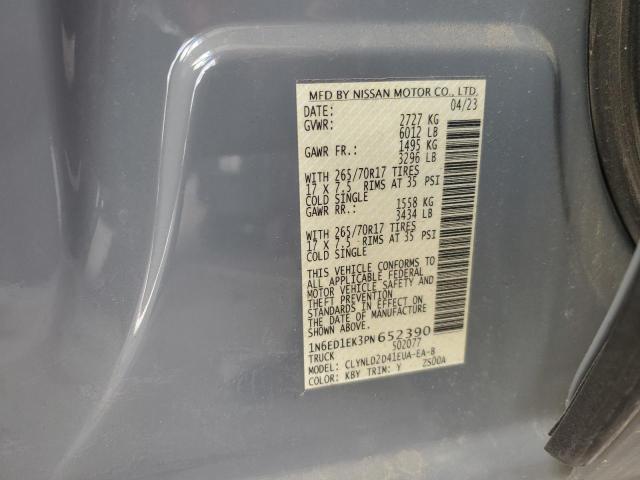 MFD BY NISSAN MOTOR CO., LTD.
DATE: 04/23
GVWR: 2727 KG
6012 LB
GAWR FR.: 1495 KG
3296 LB
WITH 265/70R17 TIRES
17 X 7.5 RIMS AT 35 PSI
COLD SINGLE
GAWR RR.: 1558 KG
3434 LB
WITH 265/70R17 TIRES
17 X 7.5 RIMS AT 35 PSI
COLD SINGLE
THIS VEHICLE CONFORMS TO
ALL APPLICABLE FEDERAL
MOTOR VEHICLE SAFETY AND
THEFT PREVENTION
STANDARDS IN EFFECT ON
THE DATE OF MANUFACTURE
SHOWN ABOVE.
1N6ED1EK3PN652390
TRUCK 502077
MODEL: CLYNLD2D41EUA-EA-B
COLOR: KBY TRIM: Y ZS00A